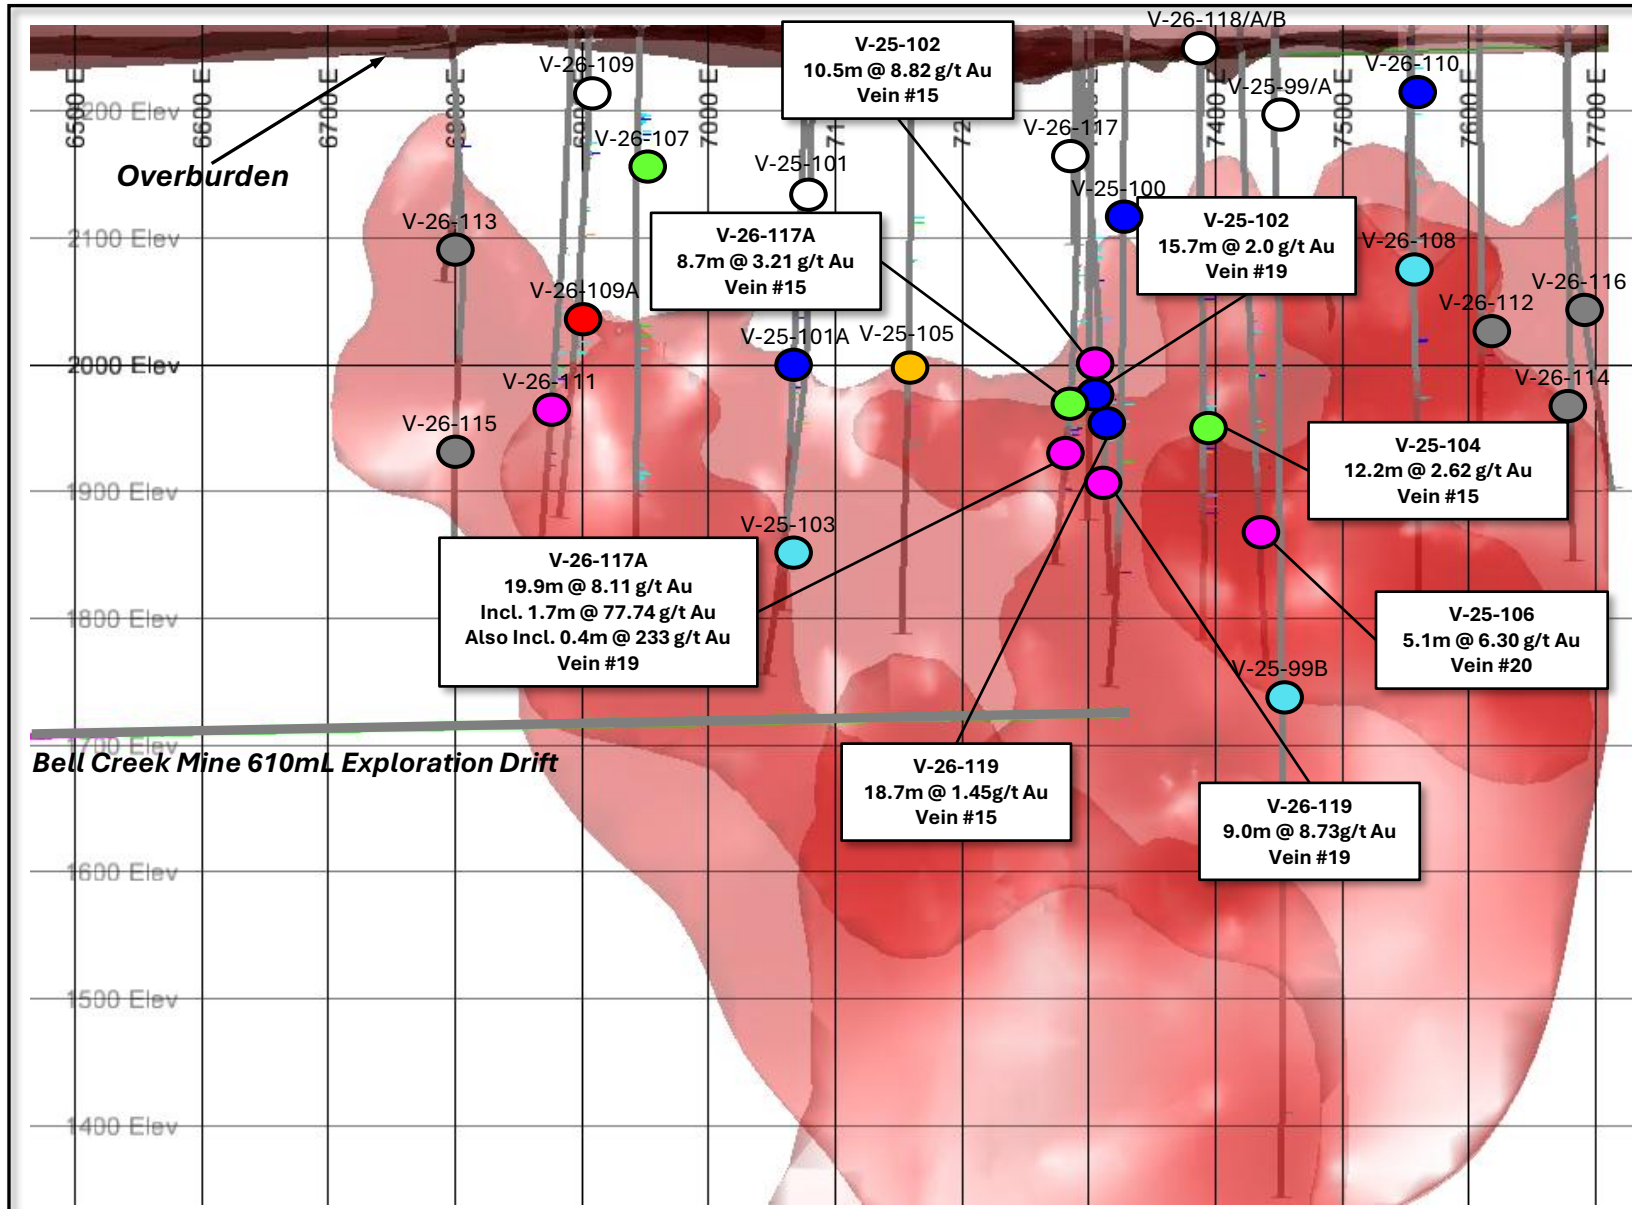 V-26-118/A/B
V-25-102
10.5m @ 8.82 g/t Au
Vein #15
V-26-109
V-26-110
V-25-99/A
6500 E
6600 E
6700 E
7000 E
7400 E
7500 E
7600 E
7700 E
2200 Elev
V-26-117
V-26-107
V-25-101
Overburden
V-25-100
V-26-113
2100 Elev
V-26-117A
8.7m @ 3.21 g/t Au
Vein #15
V-25-102
15.7m @ 2.0 g/t Au
Vein #19
V-26-108
V-26-116
V-26-109A
V-26-112
V-25-101A
V-25-105
2000 Elev
V-26-111
V-26-114
V-26-115
V-25-104
12.2m @ 2.62 g/t Au
Vein #15
1900 Elev
V-25-103
V-26-117A
19.9m @ 8.11 g/t Au
Incl. 1.7m @ 77.74 g/t Au
Also Incl. 0.4m @ 233 g/t Au
Vein #19
1800 Elev
V-25-106
5.1m @ 6.30 g/t Au
Vein #20
V-25-99B
1700 Elev
Bell Creek Mine 610mL Exploration Drift
V-26-119
18.7m @ 1.45g/t Au
Vein #15
V-26-119
9.0m @ 8.73g/t Au
Vein #19
1600 Elev
1500 Elev
1400 Elev